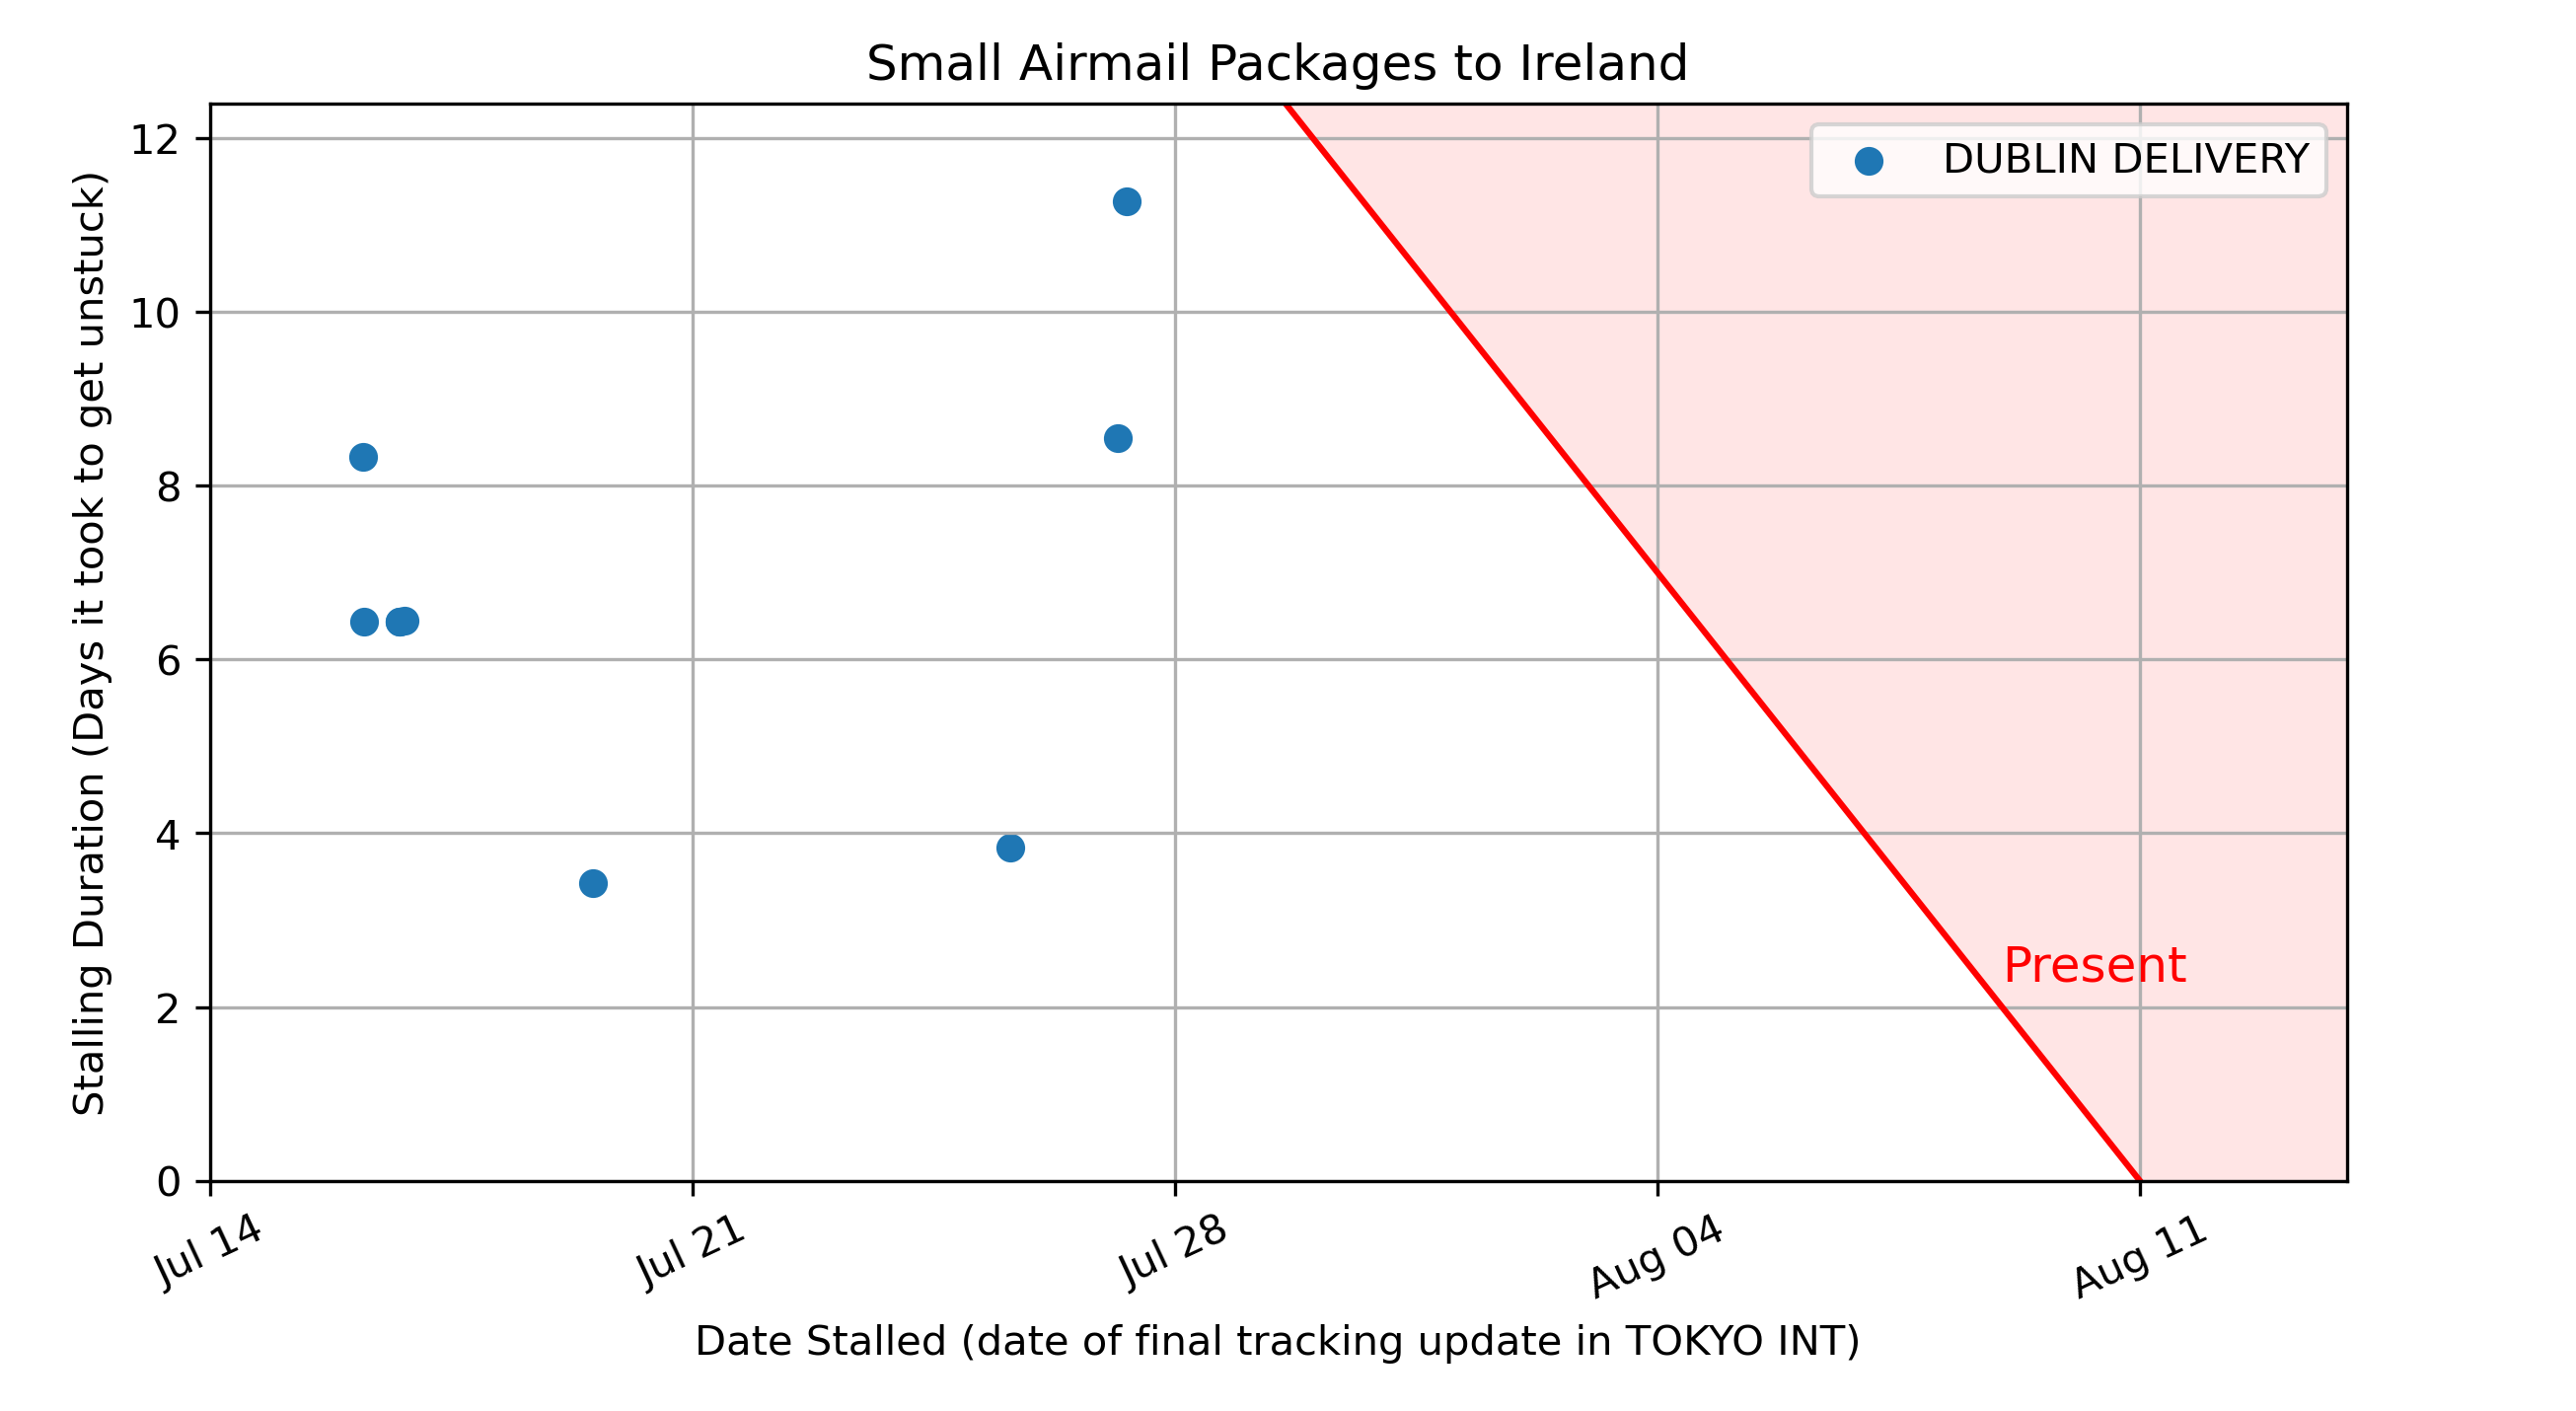 Small Airmail Packages to Ireland
DUBLIN DELIVERY
Stalling Duration (Days it took to get unstuck)
12
10
8
6
4
2
0
Present
Jul 14
Jul 21
Jul 28
Aug 04
Aug 11
Date Stalled (date of final tracking update in TOKYO INT)